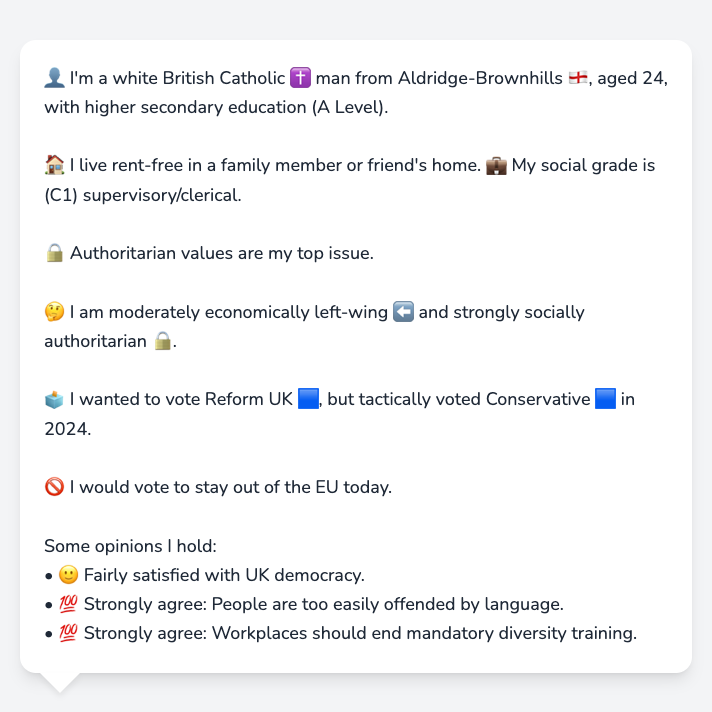 👤 I'm a white British Catholic ✝️ man from Aldridge-Brownhills 🏴󠁧󠁢󠁥󠁮󠁧󠁿, aged 24,
with higher secondary education (A Level).
🏠 I live rent-free in a family member or friend's home. 💼 My social grade is
(C1) supervisory/clerical.
🔒 Authoritarian values are my top issue.
🤔 I am moderately economically left-wing ⬅️ and strongly socially
authoritarian 🔒.
🗳️ I wanted to vote Reform UK 🟦, but tactically voted Conservative 🟦 in
2024.
🚫 I would vote to stay out of the EU today.
Some opinions I hold:
• 🙂 Fairly satisfied with UK democracy.
• 💯 Strongly agree: People are too easily offended by language.
• 💯 Strongly agree: Workplaces should end mandatory diversity training.